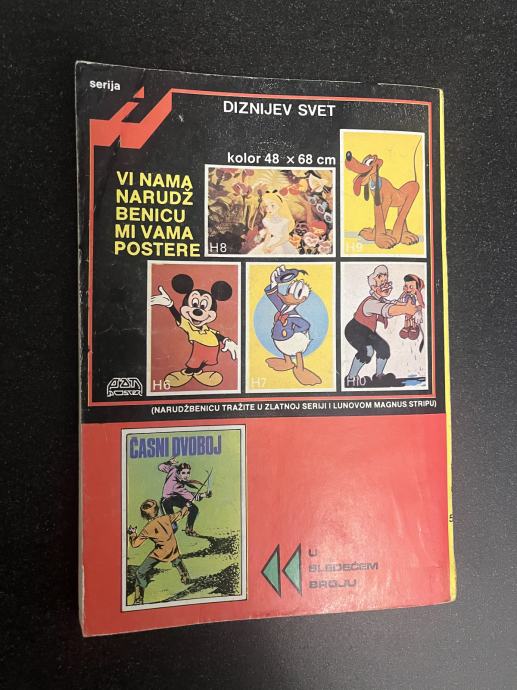 serija
DIZNIJEV SVET
kolor 48 × 68 cm
VI NAMA
NARUDŽ
BENICU
MI VAMA
POSTERE
H8
H9
H6
H7
H10
(NARUDŽBENICU TRAŽITE U ZLATNOJ SERIJI I LUNOVOM MAGNUS STRIPU)
ČASNI DVOBOJ
U
SLEDEĆEM
BROJU
5